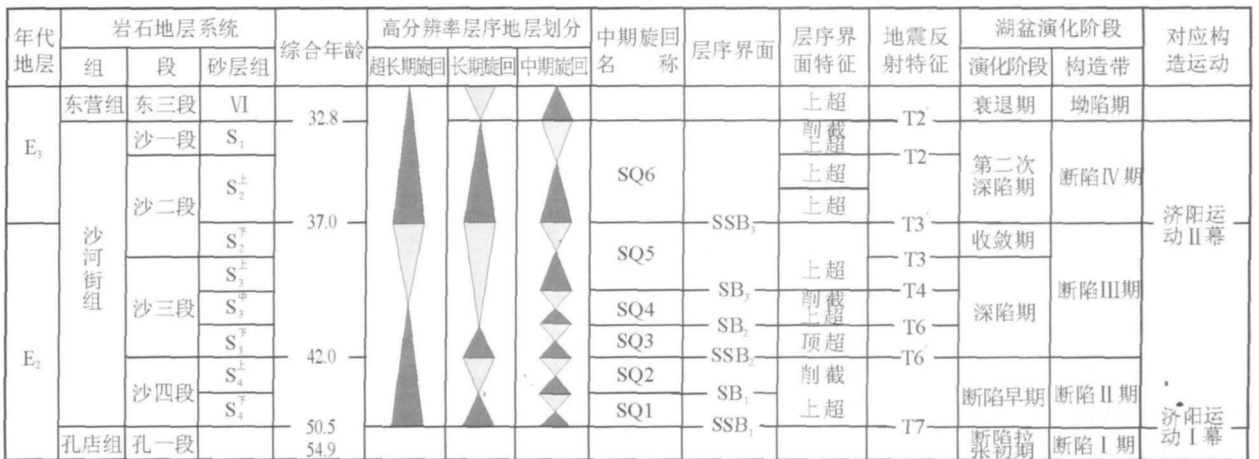 年代地层 岩石地层系统 综合年龄 高分辨率层序地层划分 中期旋回名称 层序界面 层序界面特征 地震反射特征 湖盆演化阶段 对应构造运动
组 段 砂层组 超长期旋回 长期旋回 中期旋回 演化阶段 构造带
东营组 东三段 Ⅵ 上超 衰退期 坳陷期
32.8 T2′
E₃ 沙一段 S₁ 削截 上超
T2
沙二段 S₂上 SQ6 上超 第二次深陷期 断陷Ⅳ期
上超
37.0 SSB₃ T3′ 济阳运动Ⅱ幕
沙河街组 S₂下 SQ5 收敛期
T3
沙三段 S₃上 上超 断陷Ⅲ期
SB₃ T4
S₃中 SQ4 削截 上超 深陷期
SB₂ T6
S₃下 SQ3 顶超
E₂ 42.0 SSB₂ T6′
沙四段 S₄上 SQ2 削截
SB₁ 断陷早期 断陷Ⅱ期
S₄下 SQ1 上超
50.5 SSB₁ T7 济阳运动Ⅰ幕
孔店组 孔一段 54.9 断陷拉张初期 断陷Ⅰ期